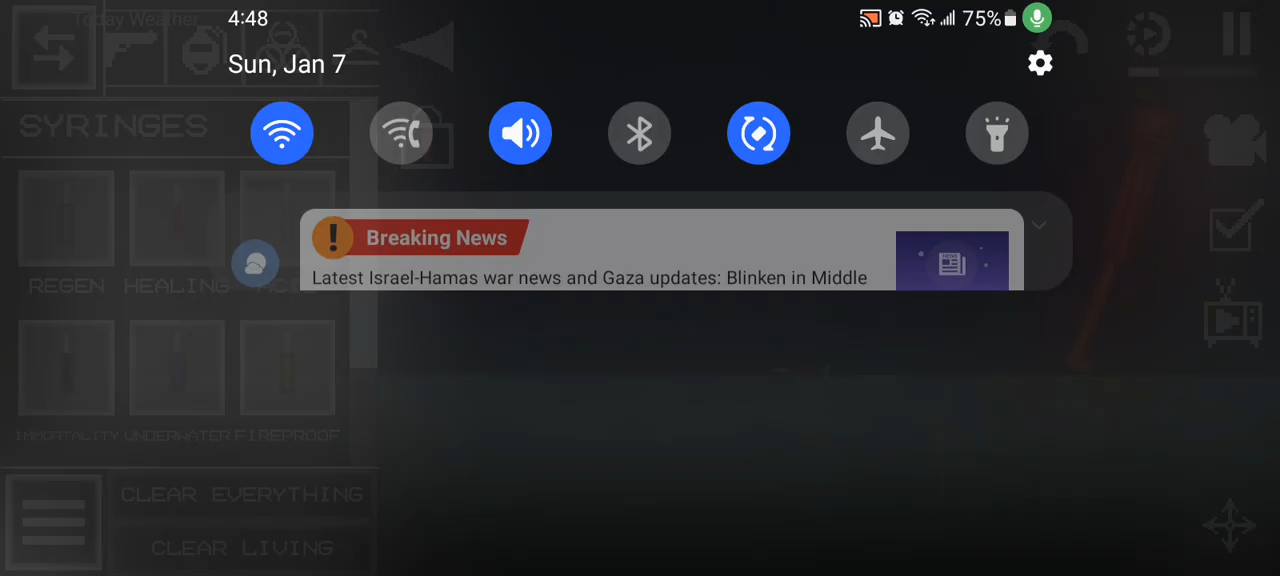 Today Weather
4:48
75%
Sun, Jan 7
SYRINGES
Breaking News
Latest Israel-Hamas war news and Gaza updates: Blinken in Middle
NEWS
REGEN HEALING
IMMORTALITY UNDERWATER FIREPROOF
CLEAR EVERYTHING
CLEAR LIVING